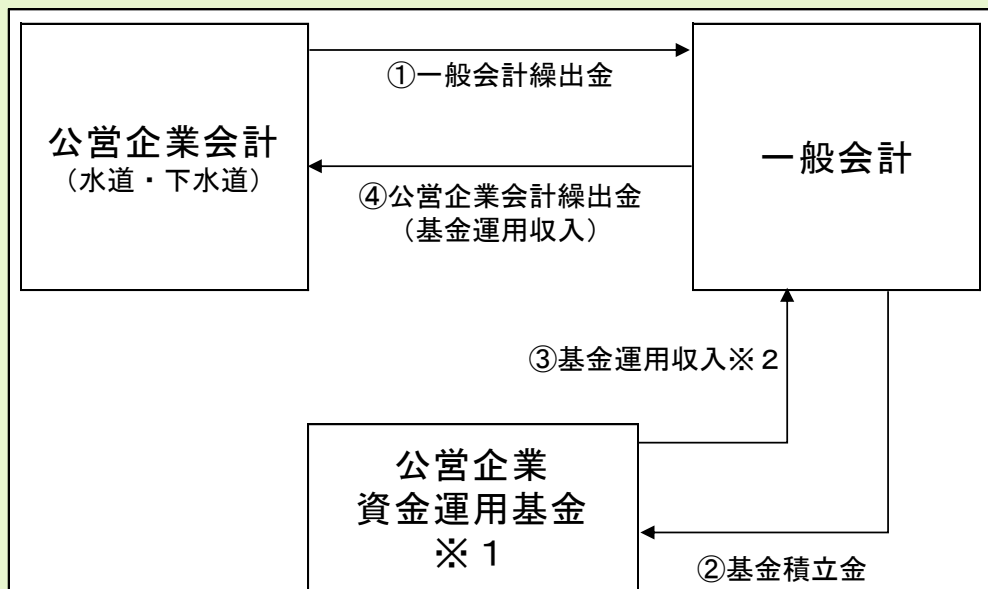 ①一般会計繰出金
公営企業会計
（水道・下水道）
一般会計
④公営企業会計繰出金
（基金運用収入）
③基金運用収入※２
公営企業
資金運用基金
※１
②基金積立金